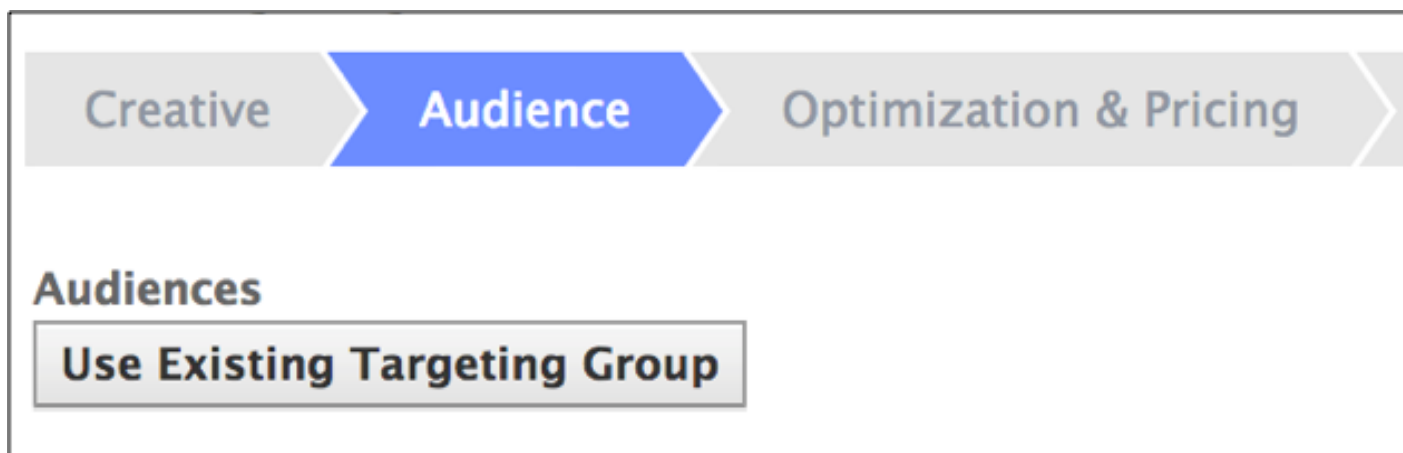 Creative Audience Optimization & Pricing
Audiences
Use Existing Targeting Group